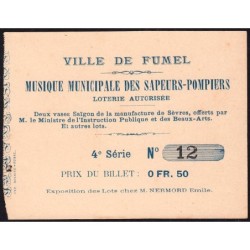 VILLE DE FUMEL
MUSIQUE MUNICIPALE DES SAPEURS-POMPIERS
LOTERIE AUTORISÉE
Deux vases Saïgon de la manufacture de Sèvres, offerts par
M. le Ministre de l'Instruction Publique et des Beaux-Arts.
Et autres lots.
4e Série No 12
PRIX DU BILLET: 0 FR. 50
Exposition des Lots chez M. NERMORD Emile.